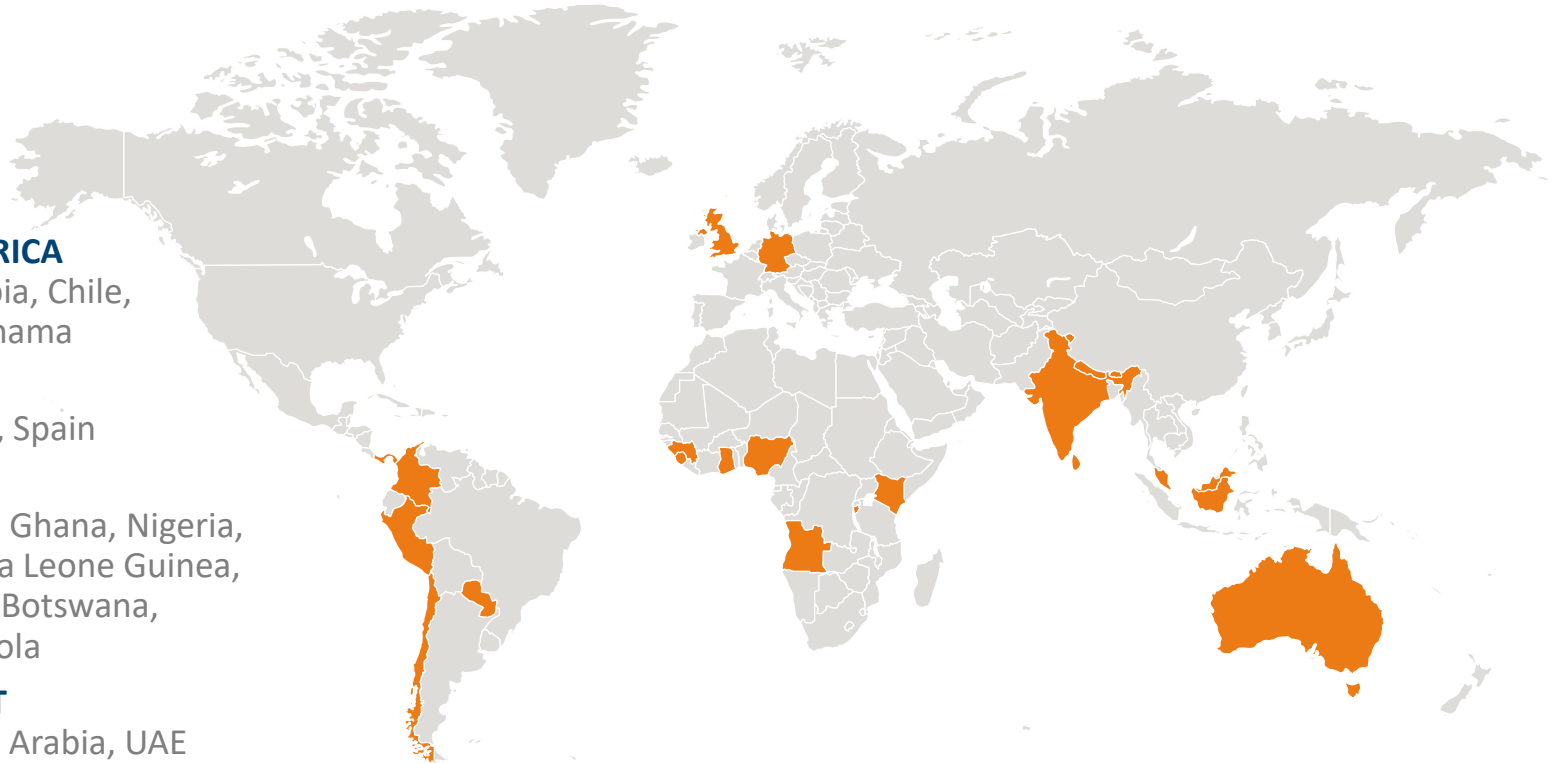 RICA
bia, Chile,
nama
, Spain
Ghana, Nigeria,
a Leone Guinea,
Botswana,
ola
T
Arabia, UAE